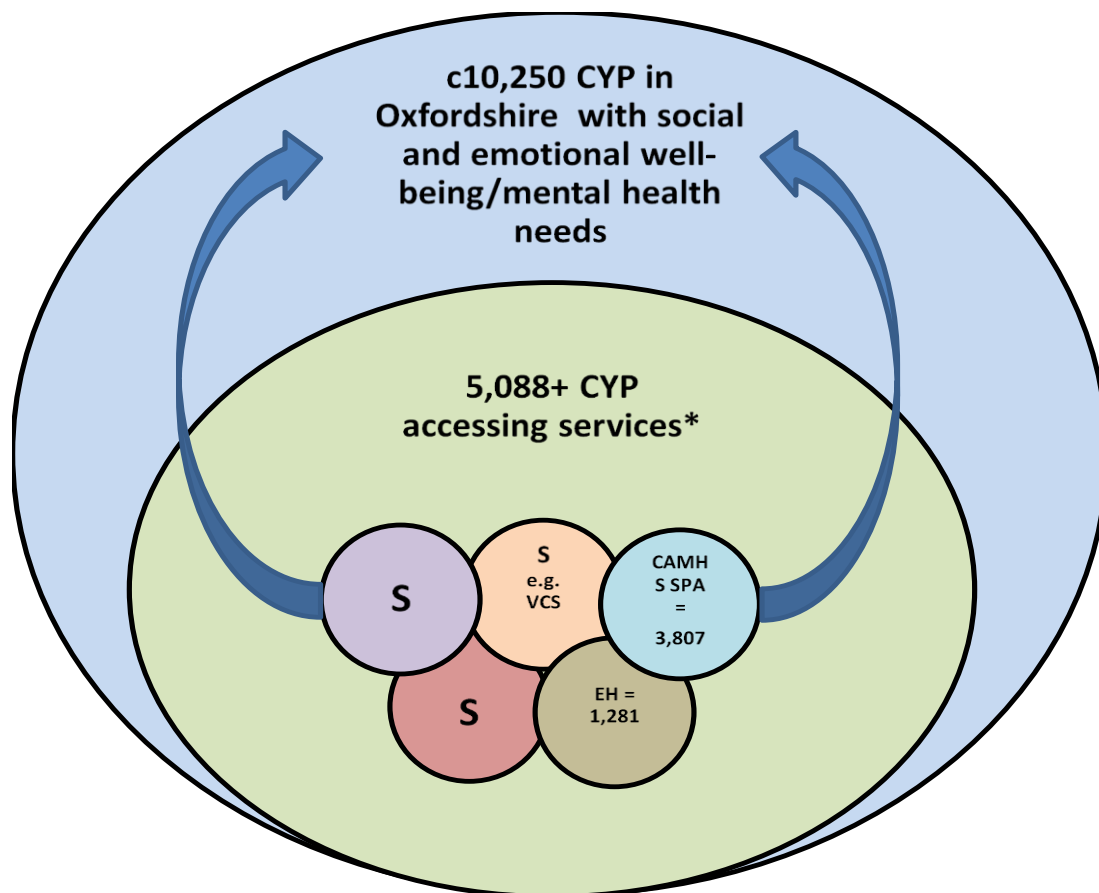 c10,250 CYP in
Oxfordshire with social
and emotional well-
being/mental health
needs
5,088+ CYP
accessing services*
S
S
e.g.
VCS
CAMH
S SPA
=
3,807
S
EH =
1,281